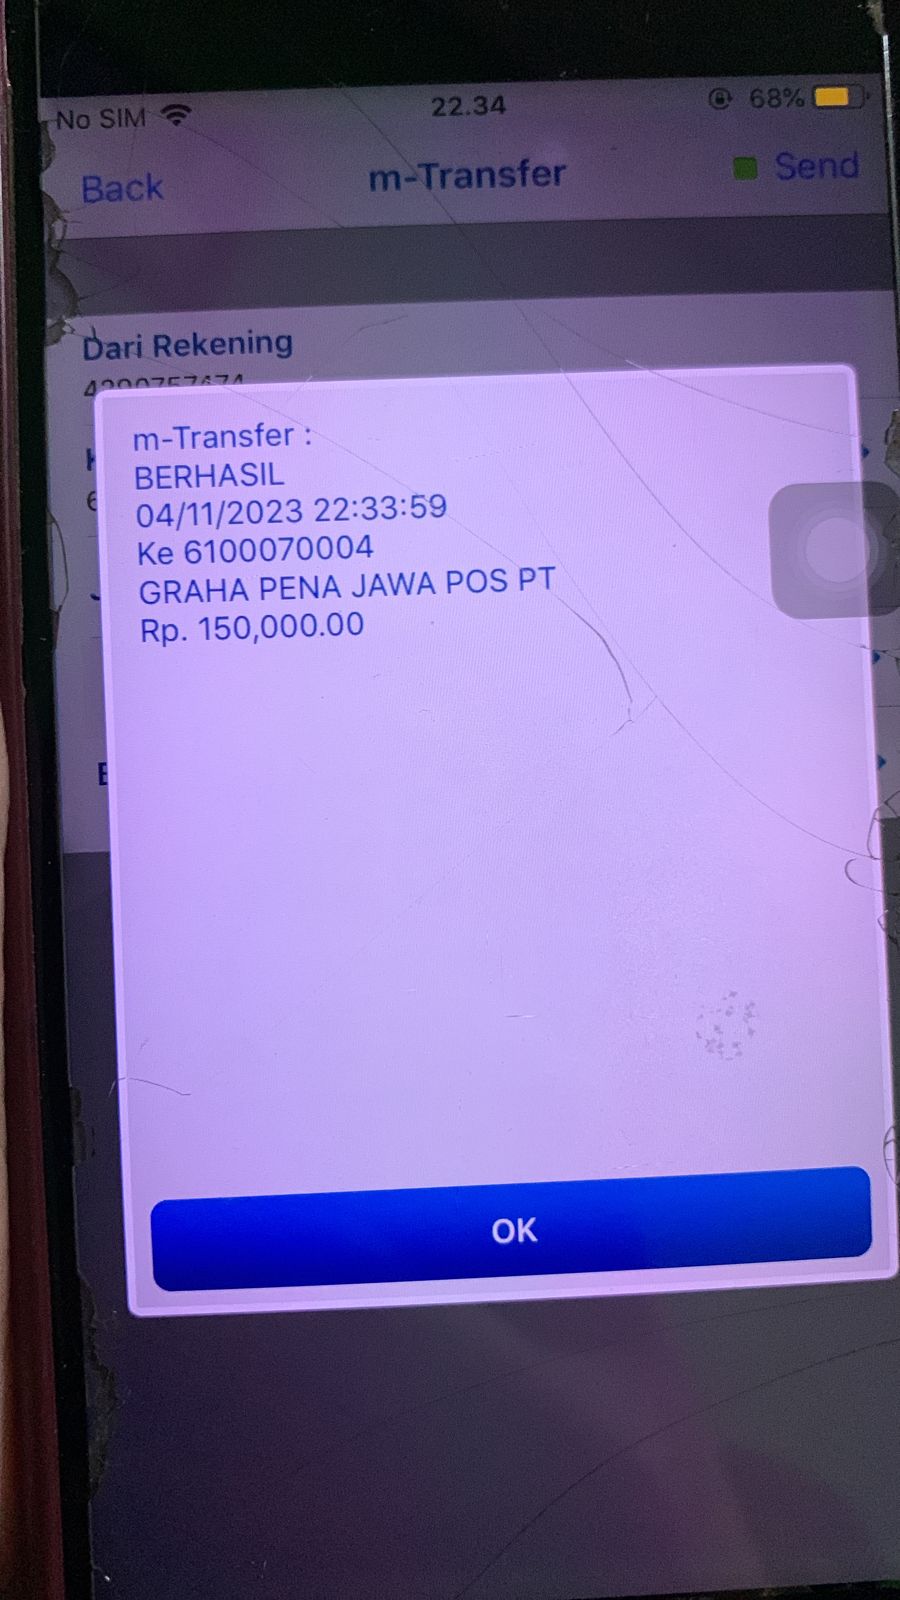 No SIM 22.34 68%
Back m-Transfer Send
Dari Rekening
m-Transfer :
BERHASIL
04/11/2023 22:33:59
Ke 6100070004
GRAHA PENA JAWA POS PT
Rp. 150,000.00
OK